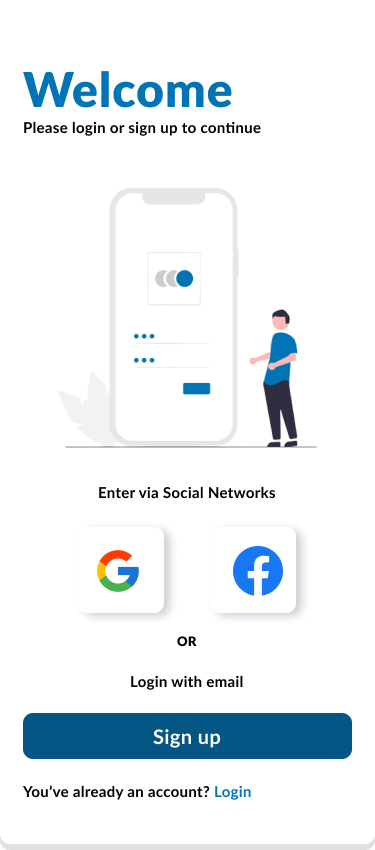 Welcome
Please login or sign up to continue
Enter via Social Networks
OR
Login with email
Sign up
You’ve already an account? Login